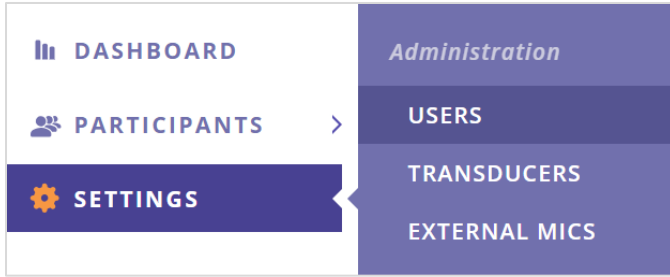 DASHBOARD
PARTICIPANTS
SETTINGS
Administration
USERS
TRANSDUCERS
EXTERNAL MICS